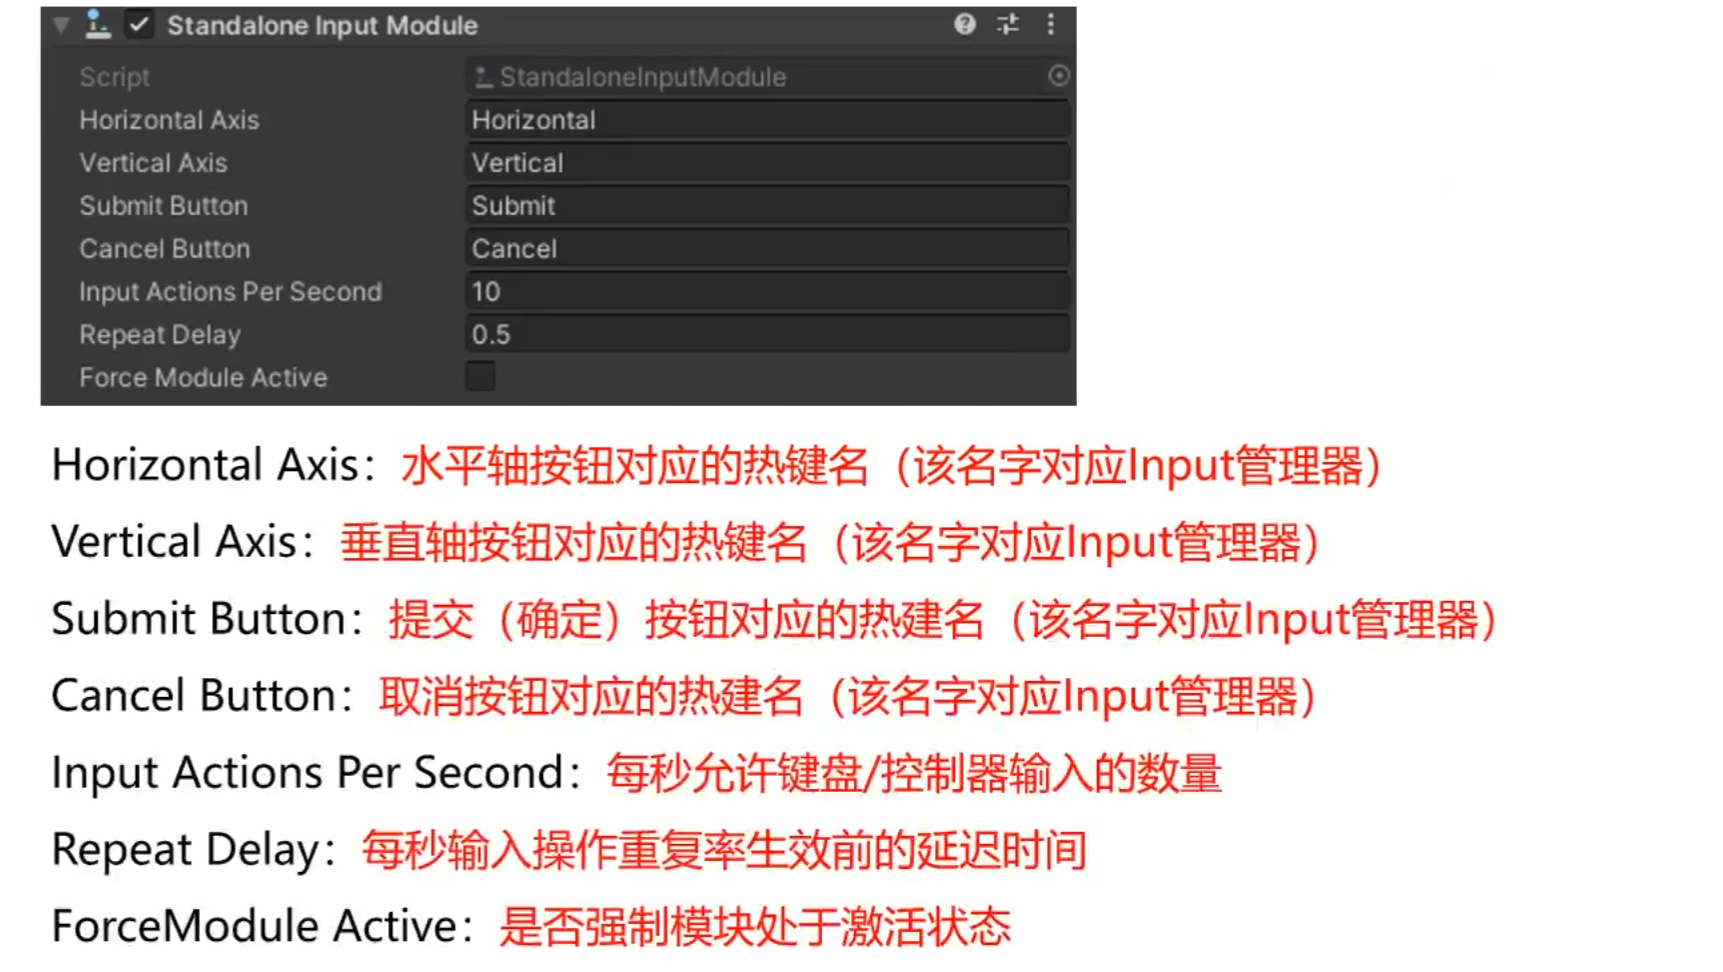 Standalone Input Module
Script StandaloneInputModule
Horizontal Axis Horizontal
Vertical Axis Vertical
Submit Button Submit
Cancel Button Cancel
Input Actions Per Second 10
Repeat Delay 0.5
Force Module Active
Horizontal Axis：水平轴按钮对应的热键名（该名字对应Input管理器）
Vertical Axis：垂直轴按钮对应的热键名（该名字对应Input管理器）
Submit Button：提交（确定）按钮对应的热建名（该名字对应Input管理器）
Cancel Button：取消按钮对应的热建名（该名字对应Input管理器）
Input Actions Per Second：每秒允许键盘/控制器输入的数量
Repeat Delay：每秒输入操作重复率生效前的延迟时间
ForceModule Active：是否强制模块处于激活状态